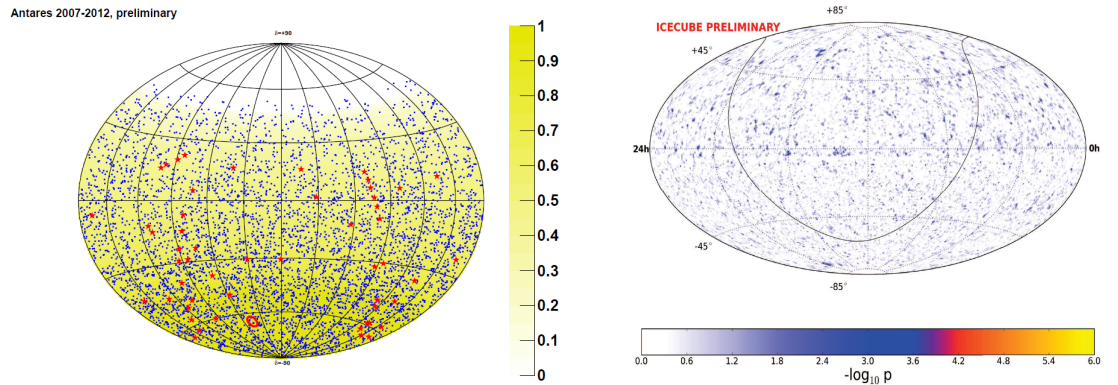 Antares 2007-2012, preliminary
δ=+90
δ=-90
1
0.9
0.8
0.7
0.6
0.5
0.4
0.3
0.2
0.1
0
ICECUBE PRELIMINARY
+85°
+45°
24h
0h
-45°
-85°
0.0 0.6 1.2 1.8 2.4 3.0 3.6 4.2 4.8 5.4 6.0
-log10 p